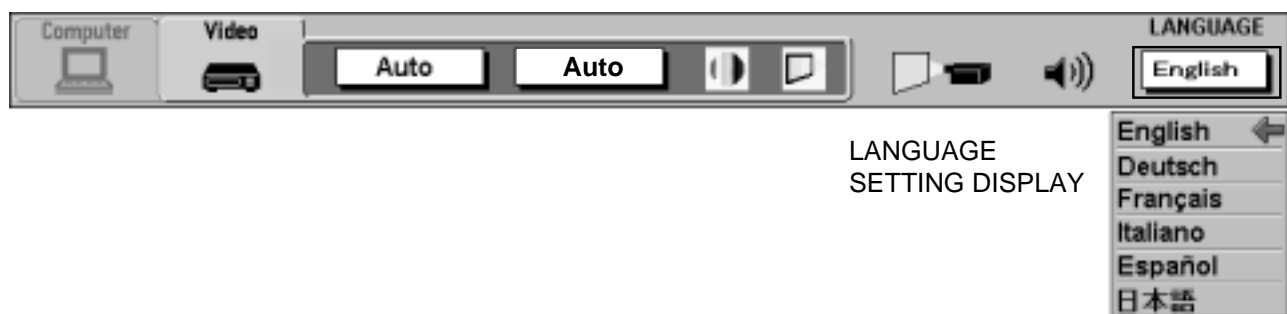 Computer Video LANGUAGE
Auto Auto English
LANGUAGE
SETTING DISPLAY
English
Deutsch
Français
Italiano
Español
日本語